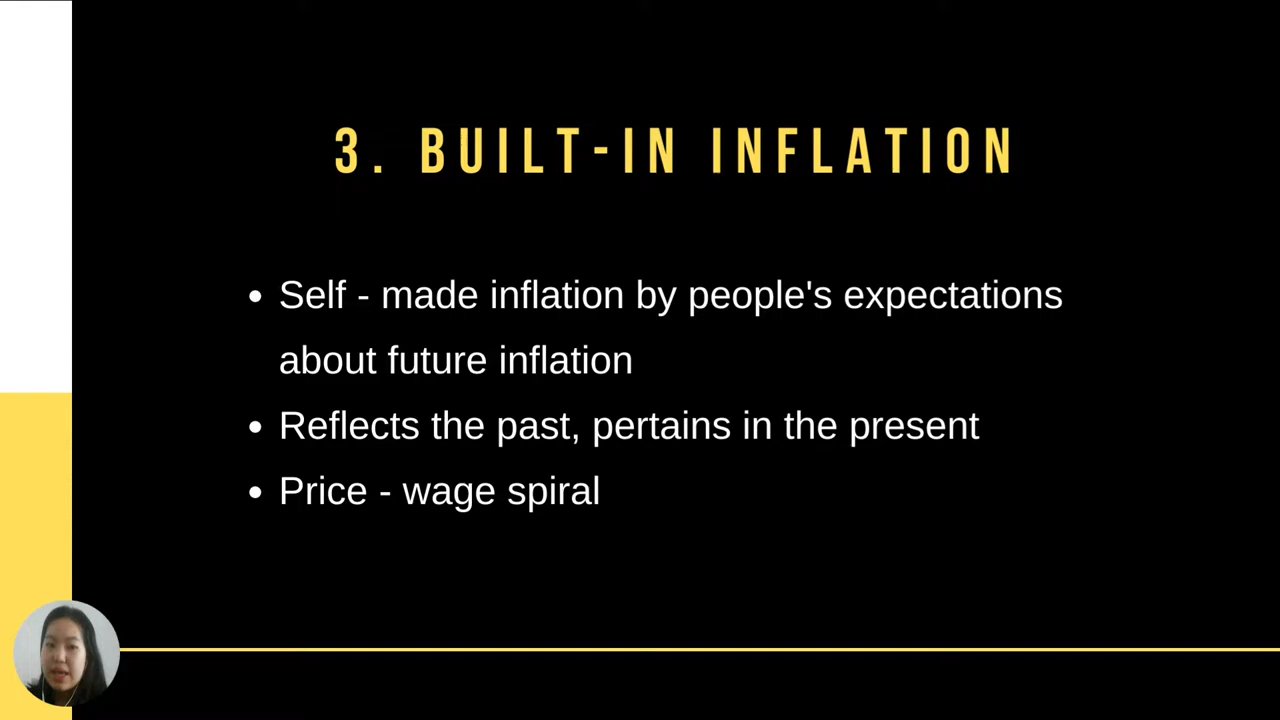 3. BUILT-IN INFLATION
• Self - made inflation by people's expectations
about future inflation
• Reflects the past, pertains in the present
• Price - wage spiral